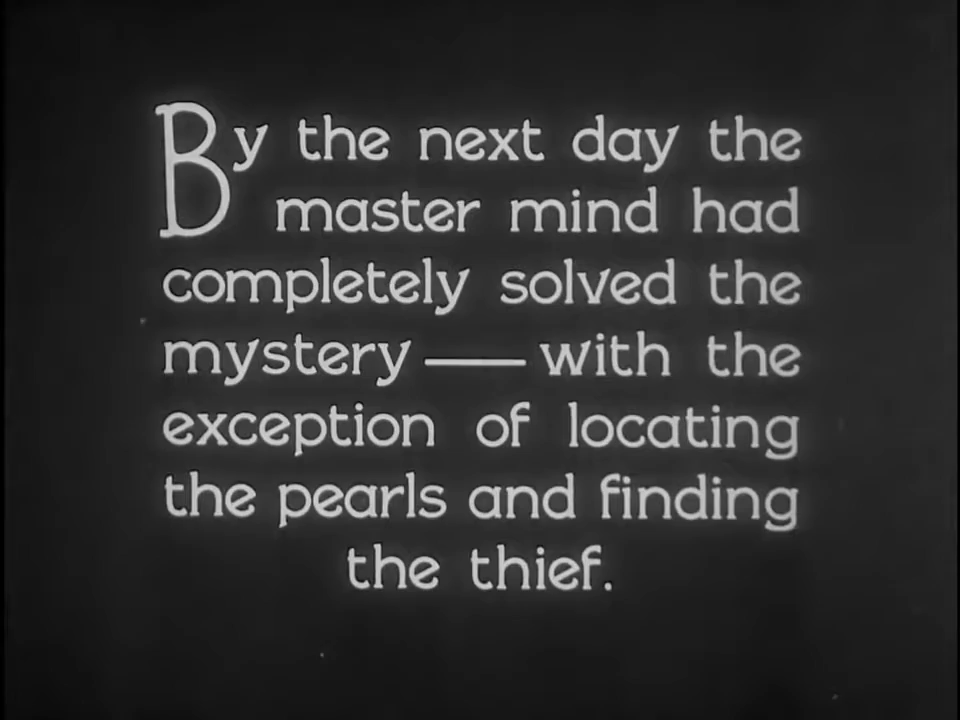 By the next day the
master mind had
completely solved the
mystery — with the
exception of locating
the pearls and finding
the thief.